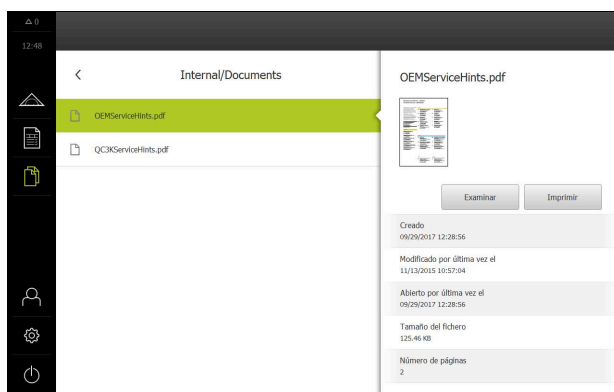 △ 0
12:48
Internal/Documents
OEMServiceHints.pdf
QC3KServiceHints.pdf
OEMServiceHints.pdf
Examinar Imprimir
Creado
09/29/2017 12:28:56
Modificado por última vez el
11/13/2015 10:57:04
Abierto por última vez el
09/29/2017 12:28:56
Tamaño del fichero
125.46 KB
Número de páginas
2